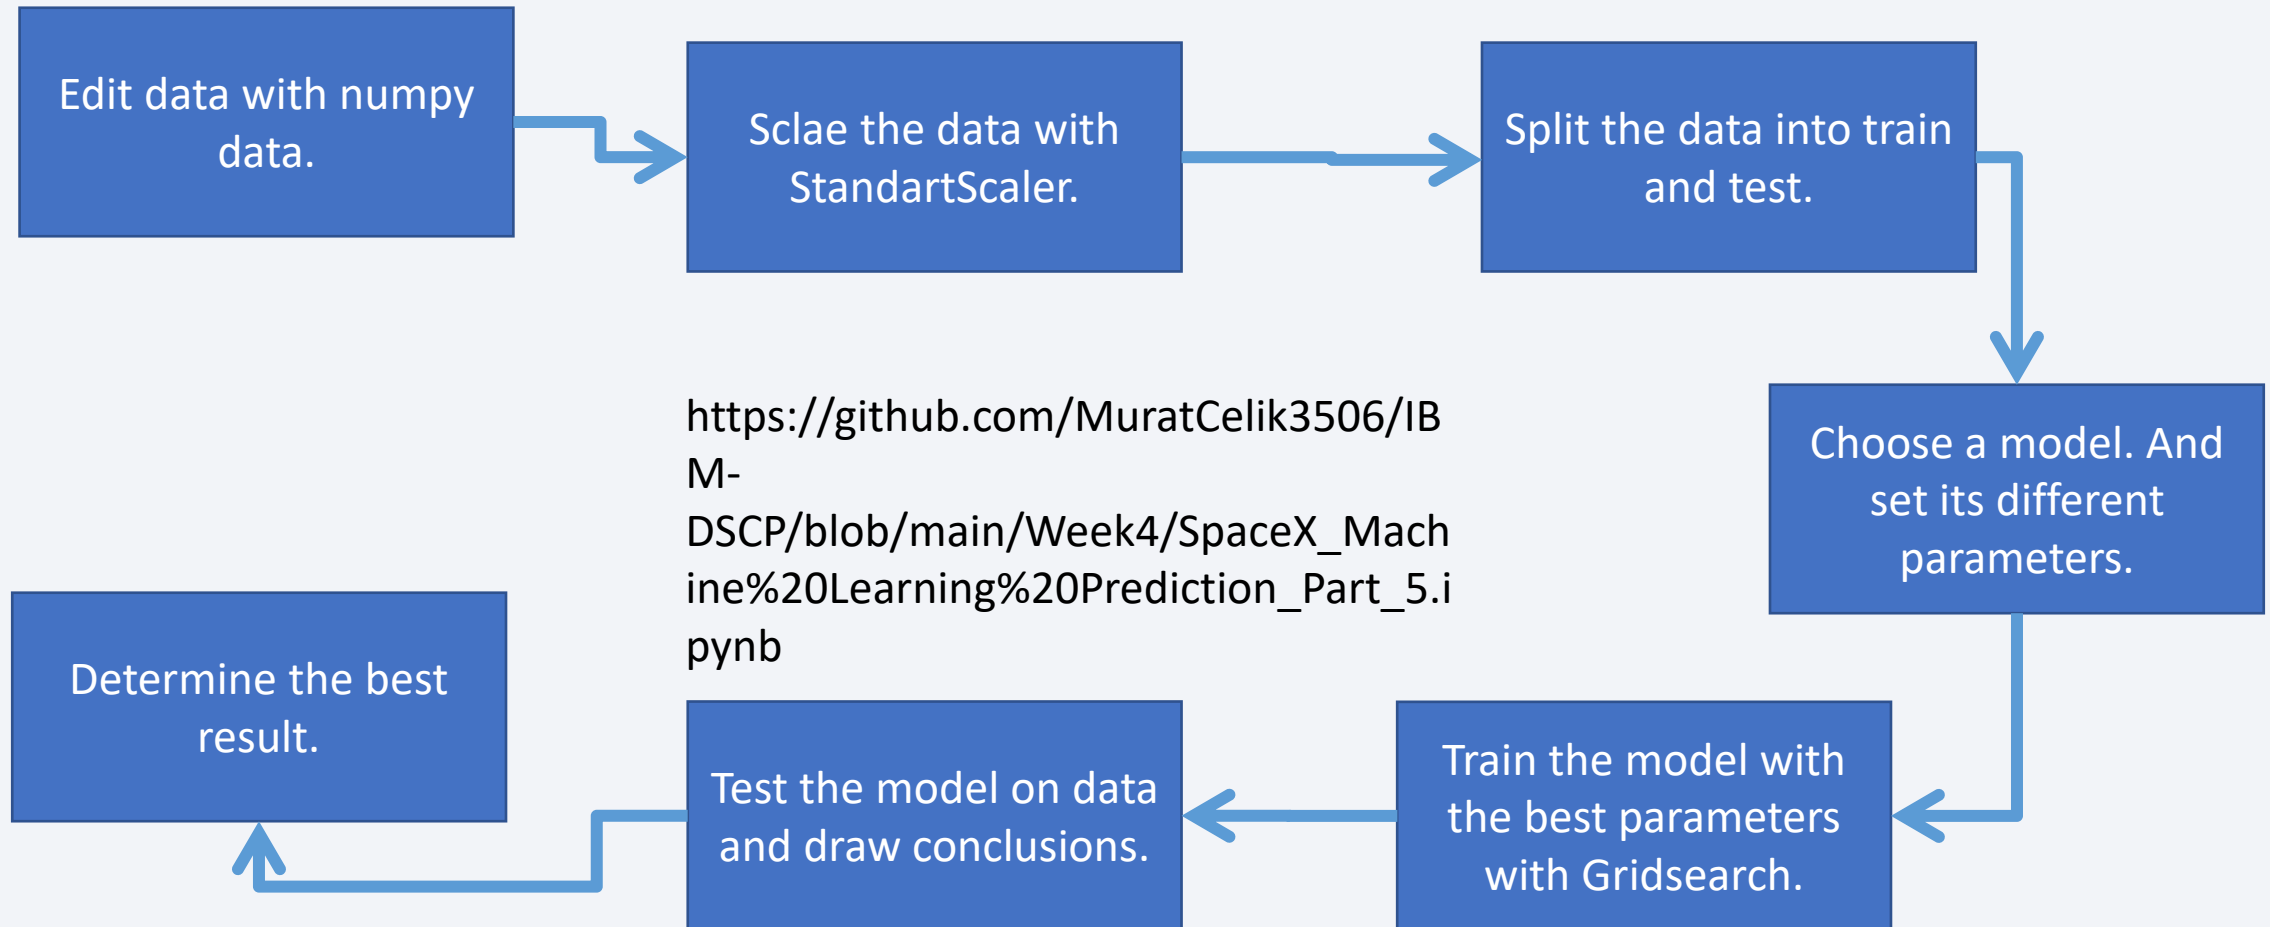 Edit data with numpy
data.
Sclae the data with
StandartScaler.
Split the data into train
and test.
https://github.com/MuratCelik3506/IB
M-
DSCP/blob/main/Week4/SpaceX_Mach
ine%20Learning%20Prediction_Part_5.i
pynb
Choose a model. And
set its different
parameters.
Train the model with
the best parameters
with Gridsearch.
Test the model on data
and draw conclusions.
Determine the best
result.